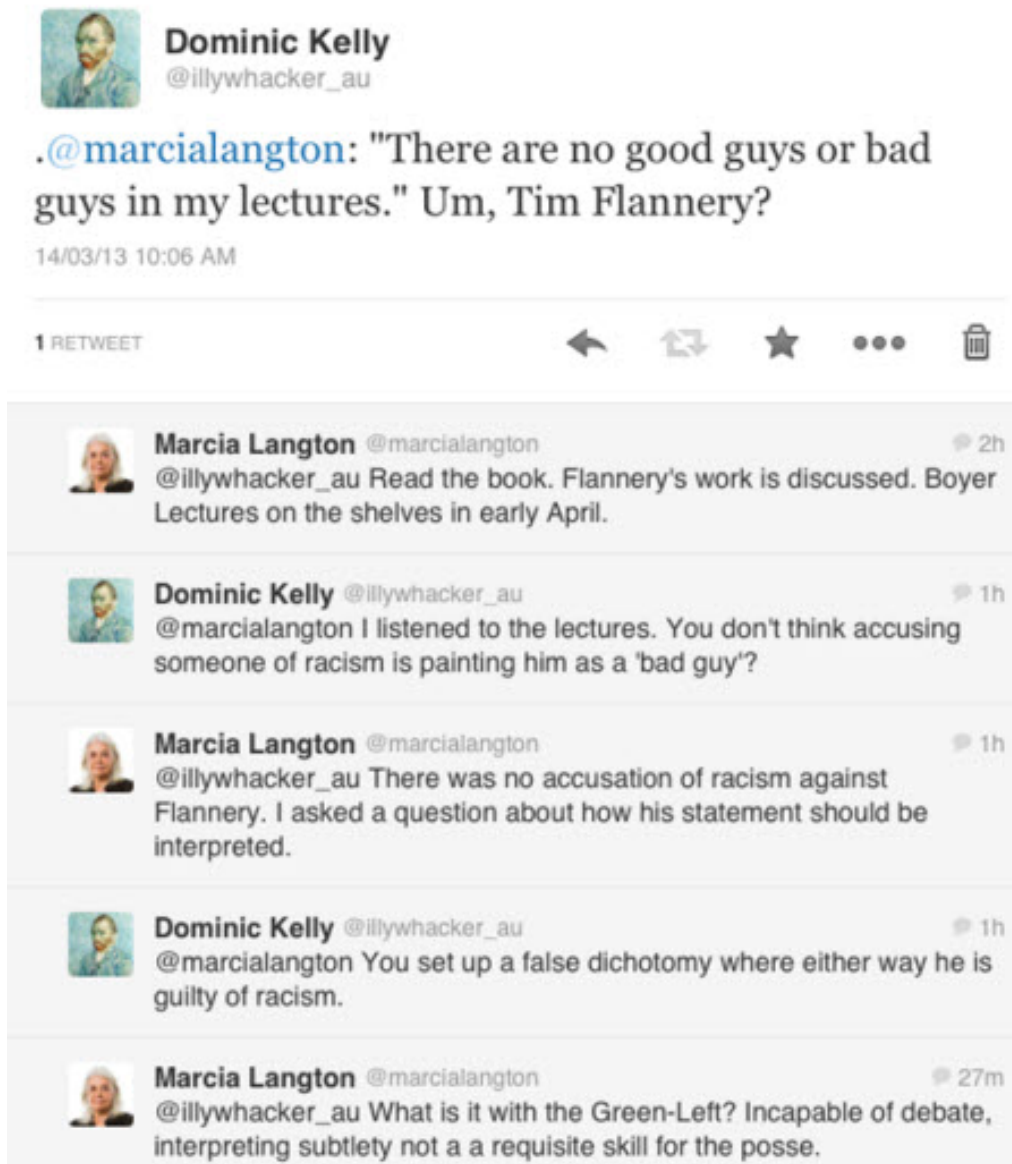 Dominic Kelly
@illywhacker_au
.@marcialangton: "There are no good guys or bad
guys in my lectures." Um, Tim Flannery?
14/03/13 10:06 AM
1 RETWEET
Marcia Langton @marcialangton 2h
@illywhacker_au Read the book. Flannery's work is discussed. Boyer
Lectures on the shelves in early April.
Dominic Kelly @illywhacker_au 1h
@marcialangton I listened to the lectures. You don't think accusing
someone of racism is painting him as a 'bad guy'?
Marcia Langton @marcialangton 1h
@illywhacker_au There was no accusation of racism against
Flannery. I asked a question about how his statement should be
interpreted.
Dominic Kelly @illywhacker_au 1h
@marcialangton You set up a false dichotomy where either way he is
guilty of racism.
Marcia Langton @marcialangton 27m
@illywhacker_au What is it with the Green-Left? Incapable of debate,
interpreting subtlety not a a requisite skill for the posse.